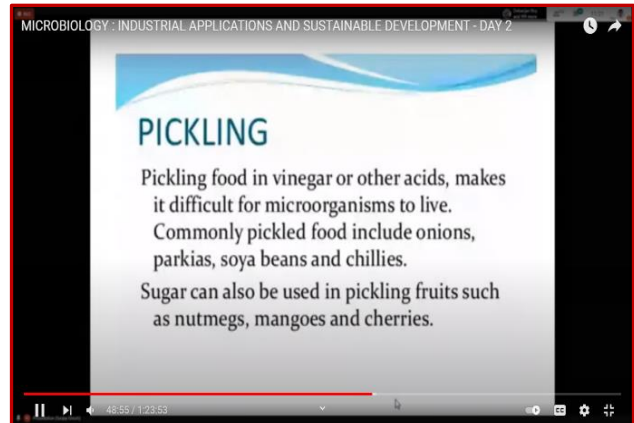 MICROBIOLOGY : INDUSTRIAL APPLICATIONS AND SUSTAINABLE DEVELOPMENT - DAY 2
PICKLING
Pickling food in vinegar or other acids, makes
it difficult for microorganisms to live.
Commonly pickled food include onions,
parkias, soya beans and chillies.
Sugar can also be used in pickling fruits such
as nutmegs, mangoes and cherries.
48:55 / 1:23:53
CC